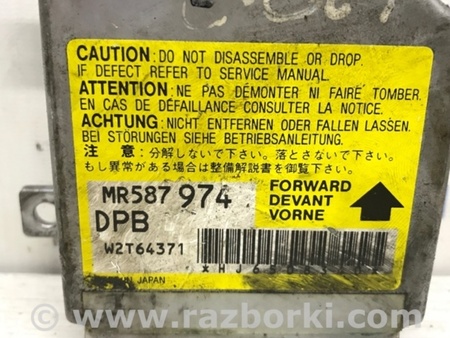 CAUTION: DO NOT DISASSEMBLE OR DROP.
IF DEFECT REFER TO SERVICE MANUAL.
ATTENTION: NE PAS DÉMONTER NI FAIRE TOMBER.
EN CAS DE DÉFAILLANCE CONSULTER LA NOTICE.
ACHTUNG: NICHT ENTFERNEN ODER FALLEN LASSEN.
BEI STÖRUNGEN SIEHE BETRIEBSANLEITUNG.
注 意: 分解しないで下さい。落とさないで下さい。
もし異常がある場合は整備解説書を御覧下さい。
MR587 974
FORWARD
DPB
DEVANT
VORNE
W2T64371
JAPAN
© www.razborki.com